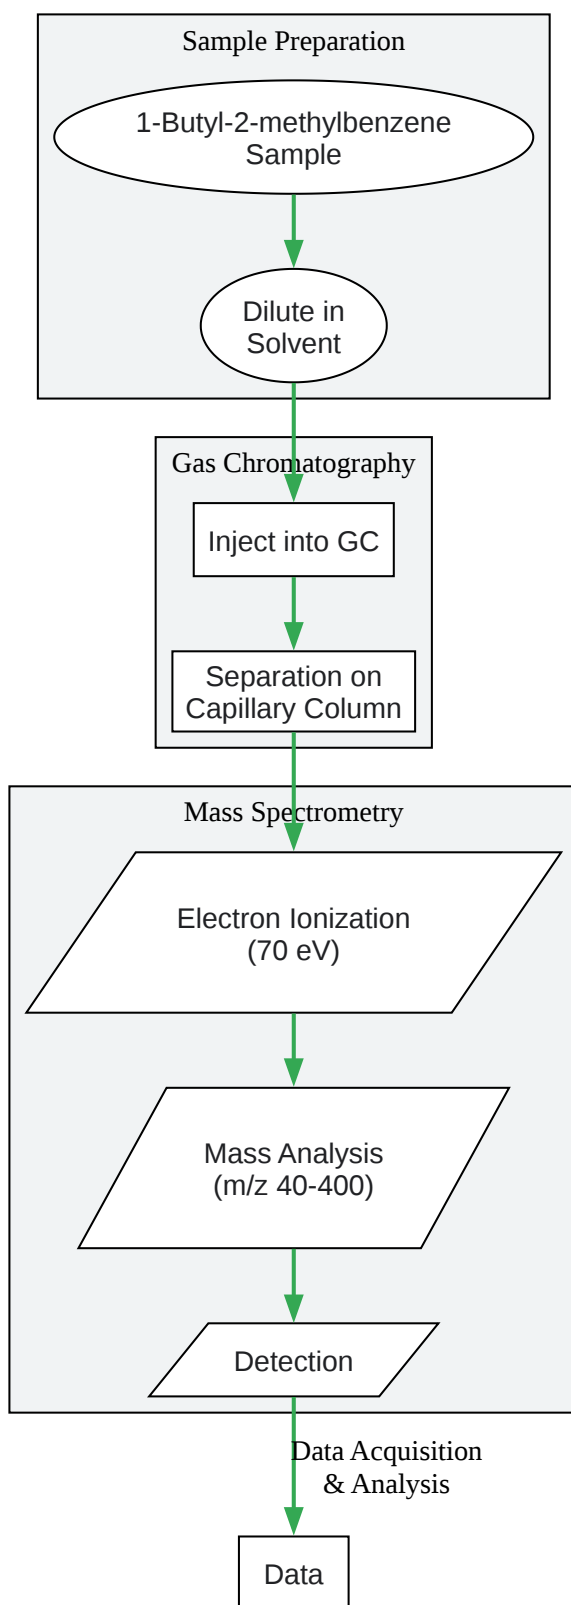 Sample Preparation
1-Butyl-2-methylbenzene
Sample
Dilute in
Solvent
Gas Chromatography
Inject into GC
Separation on
Capillary Column
Mass Spectrometry
Electron Ionization
(70 eV)
Mass Analysis
(m/z 40-400)
Detection
Data Acquisition
& Analysis
Data